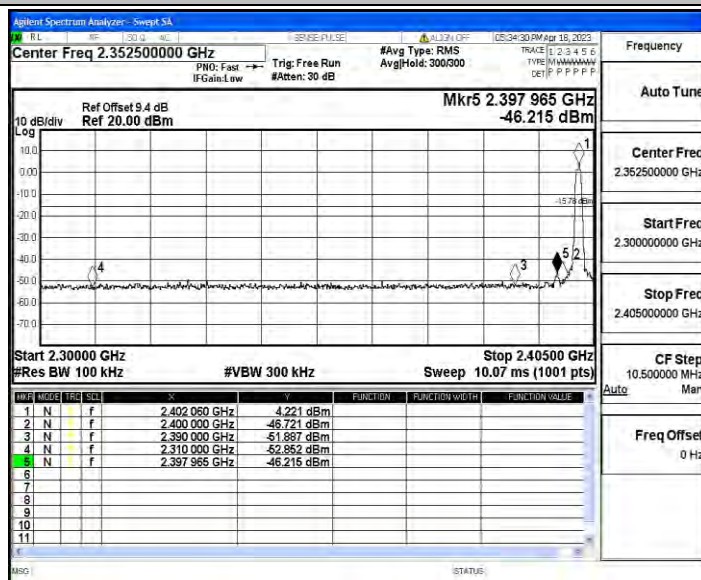 Agilent Spectrum Analyzer - Swept SA
RL RF 50 Ω AC SENSE:PULSE ALIGN OFF 05:34:30 PM Apr 18, 2023
Center Freq 2.352500000 GHz
PNO: Fast
IFGain:Low
Trig: Free Run
#Atten: 30 dB
#Avg Type: RMS
Avg|Hold: 300/300
TRACE 1 2 3 4 5 6
TYPE M W W W W W
DET P P P P P P
Ref Offset 9.4 dB
10 dB/div Ref 20.00 dBm
Log
Mkr5 2.397 965 GHz
-46.215 dBm
10.0
0.00
-10.0
-20.0
-30.0
-40.0
-50.0
-60.0
-70.0
-15.78 dBm
1
4
3
5
2
Start 2.30000 GHz Stop 2.40500 GHz
#Res BW 100 kHz #VBW 300 kHz Sweep 10.07 ms (1001 pts)
MKR MODE TRC SCL X Y FUNCTION FUNCTION WIDTH FUNCTION VALUE
1 N f 2.402 060 GHz 4.221 dBm
2 N f 2.400 000 GHz -46.721 dBm
3 N f 2.390 000 GHz -51.887 dBm
4 N f 2.310 000 GHz -52.852 dBm
5 N f 2.397 965 GHz -46.215 dBm
6
7
8
9
10
11
MSG STATUS
Frequency
Auto Tune
Center Freq
2.352500000 GHz
Start Freq
2.300000000 GHz
Stop Freq
2.405000000 GHz
CF Step
10.500000 MHz
Auto Man
Freq Offset
0 Hz